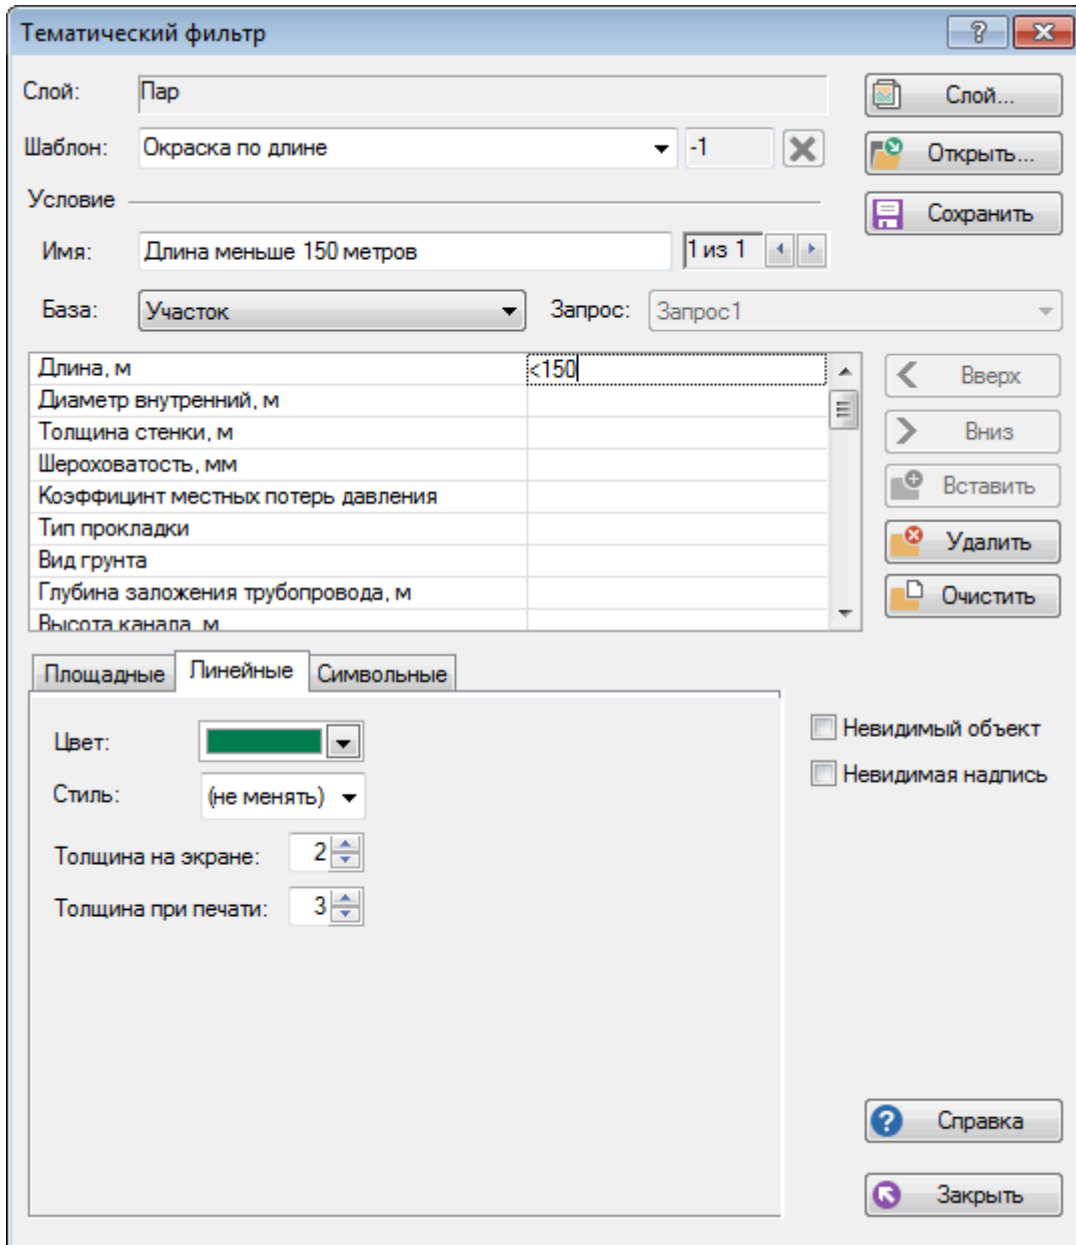 Тематический фильтр
Слой: Пар Слой...
Шаблон: Окраска по длине -1 Открыть...
Условие Сохранить
Имя: Длина меньше 150 метров 1 из 1
База: Участок Запрос: Запрос1
Длина, м <150 Вверх
Диаметр внутренний, м
Толщина стенки, м Вниз
Шероховатость, мм
Коэффицинт местных потерь давления Вставить
Тип прокладки
Вид грунта Удалить
Глубина заложения трубопровода, м Очистить
Высота канала, м
Площадные Линейные Символьные
Цвет: Невидимый объект
Стиль: (не менять) Невидимая надпись
Толщина на экране: 2
Толщина при печати: 3
Справка
Закрыть